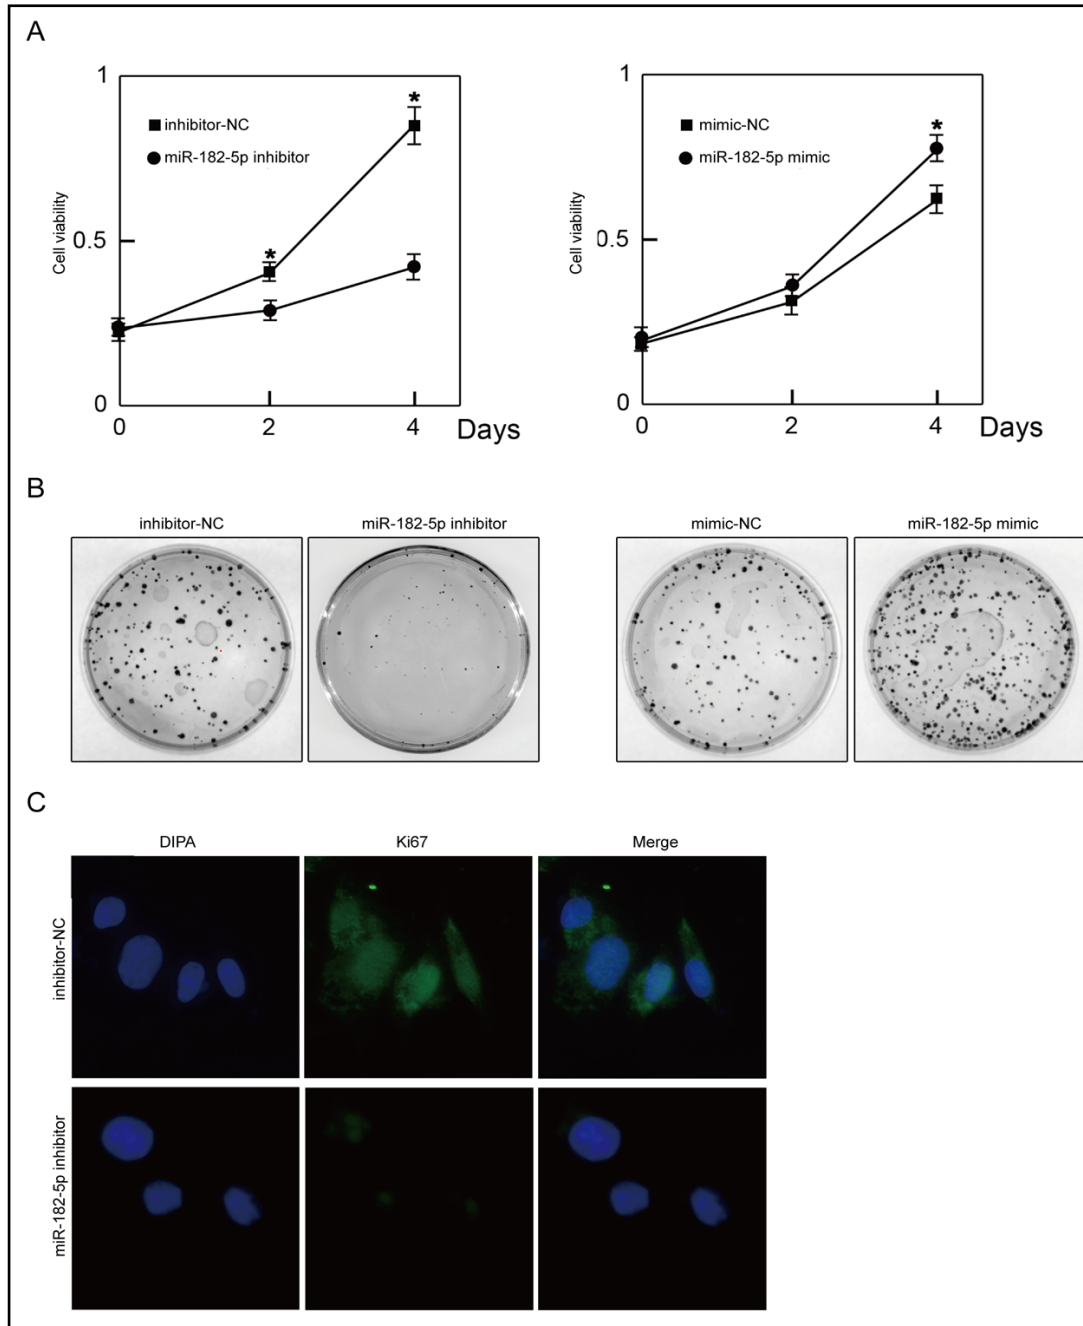 A
1
0.5
0
Cell viability
inhibitor-NC
miR-182-5p inhibitor
*
*
0
2
4
Days
1
0.5
0
Cell viability
mimic-NC
miR-182-5p mimic
*
0
2
4
Days
B
inhibitor-NC
miR-182-5p inhibitor
mimic-NC
miR-182-5p mimic
C
DIPA
Ki67
Merge
inhibitor-NC
miR-182-5p inhibitor